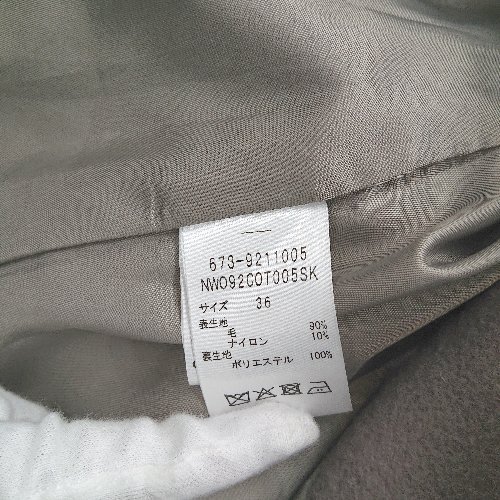 673-9211005
NW092COT005SK
サイズ 36
表生地
毛 90%
ナイロン 10%
裏生地
ポリエステル 100%